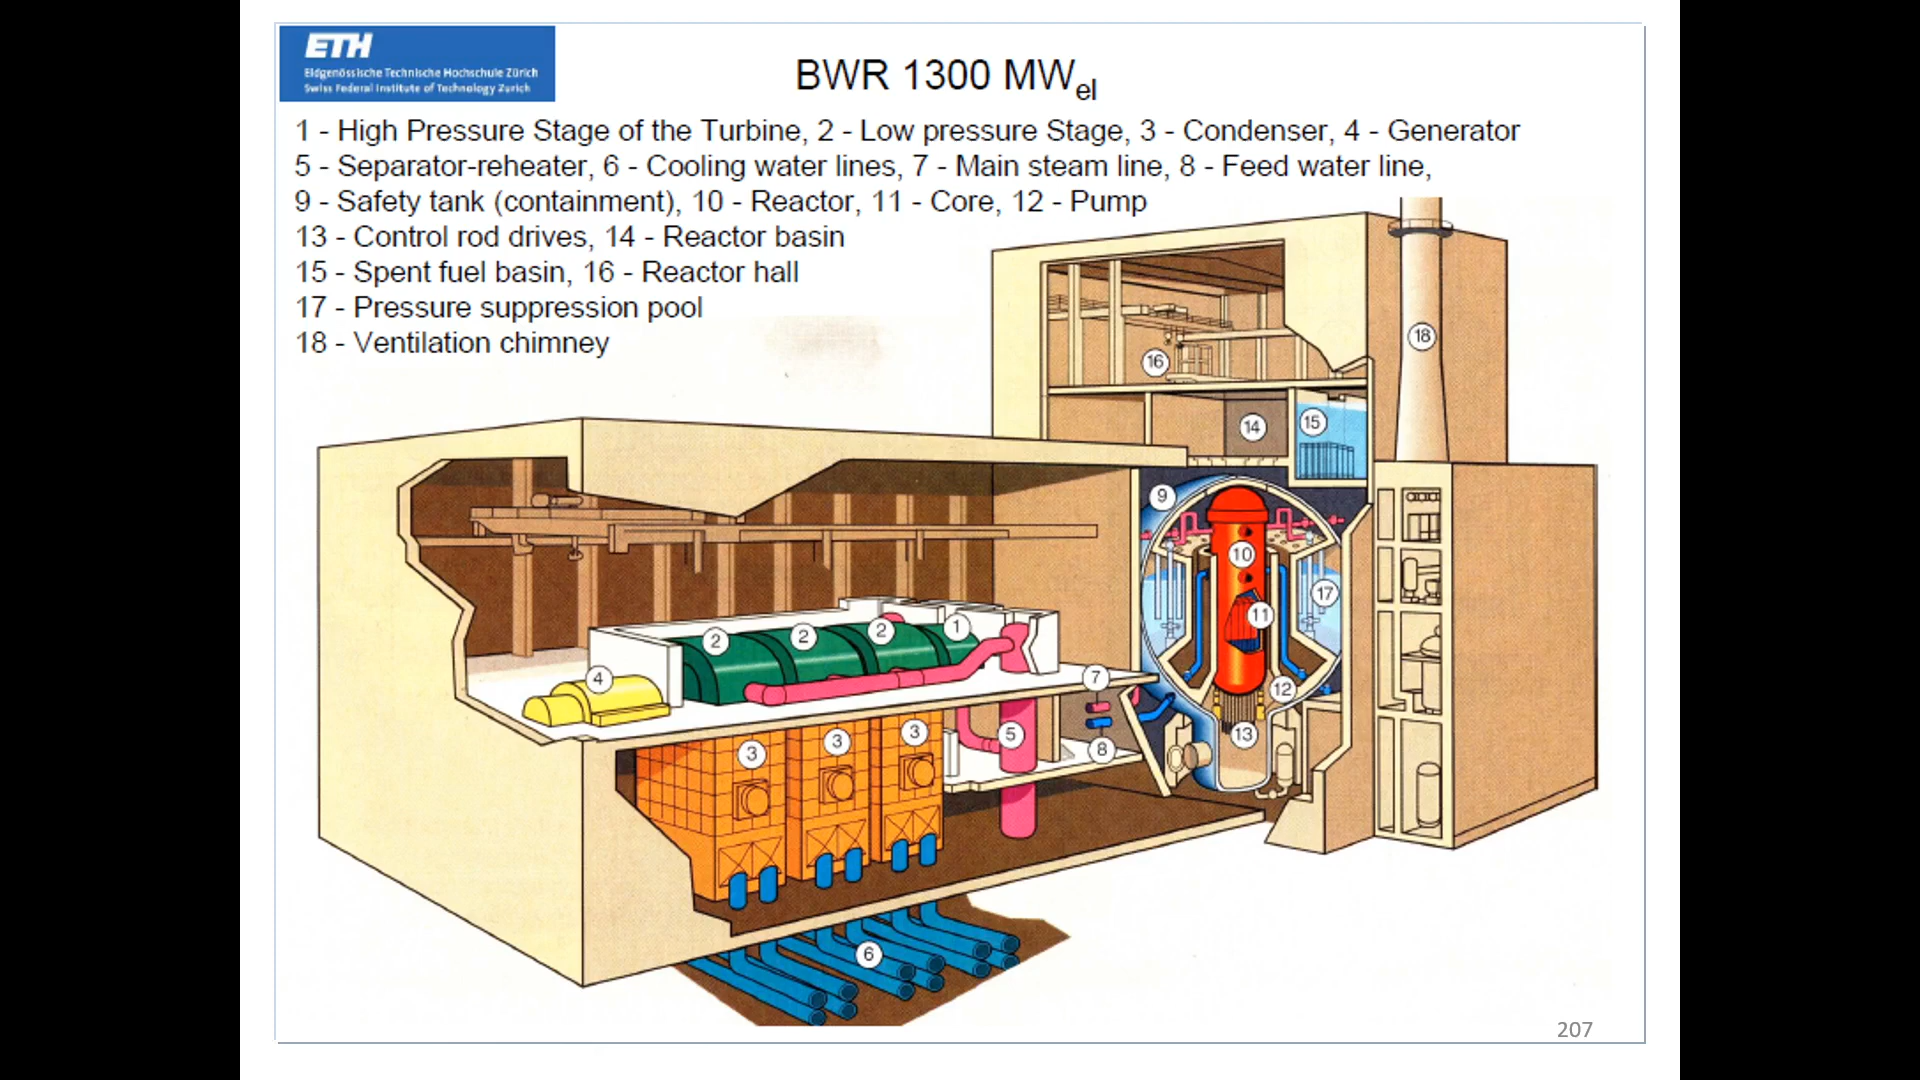 ETH
Eidgenössische Technische Hochschule Zürich
Swiss Federal Institute of Technology Zurich
BWR 1300 MWel
1 - High Pressure Stage of the Turbine, 2 - Low pressure Stage, 3 - Condenser, 4 - Generator
5 - Separator-reheater, 6 - Cooling water lines, 7 - Main steam line, 8 - Feed water line,
9 - Safety tank (containment), 10 - Reactor, 11 - Core, 12 - Pump
13 - Control rod drives, 14 - Reactor basin
15 - Spent fuel basin, 16 - Reactor hall
17 - Pressure suppression pool
18 - Ventilation chimney
18
16
14
15
9
10
17
11
1
2
2
2
4
7
12
5
13
8
3
3
3
6
207